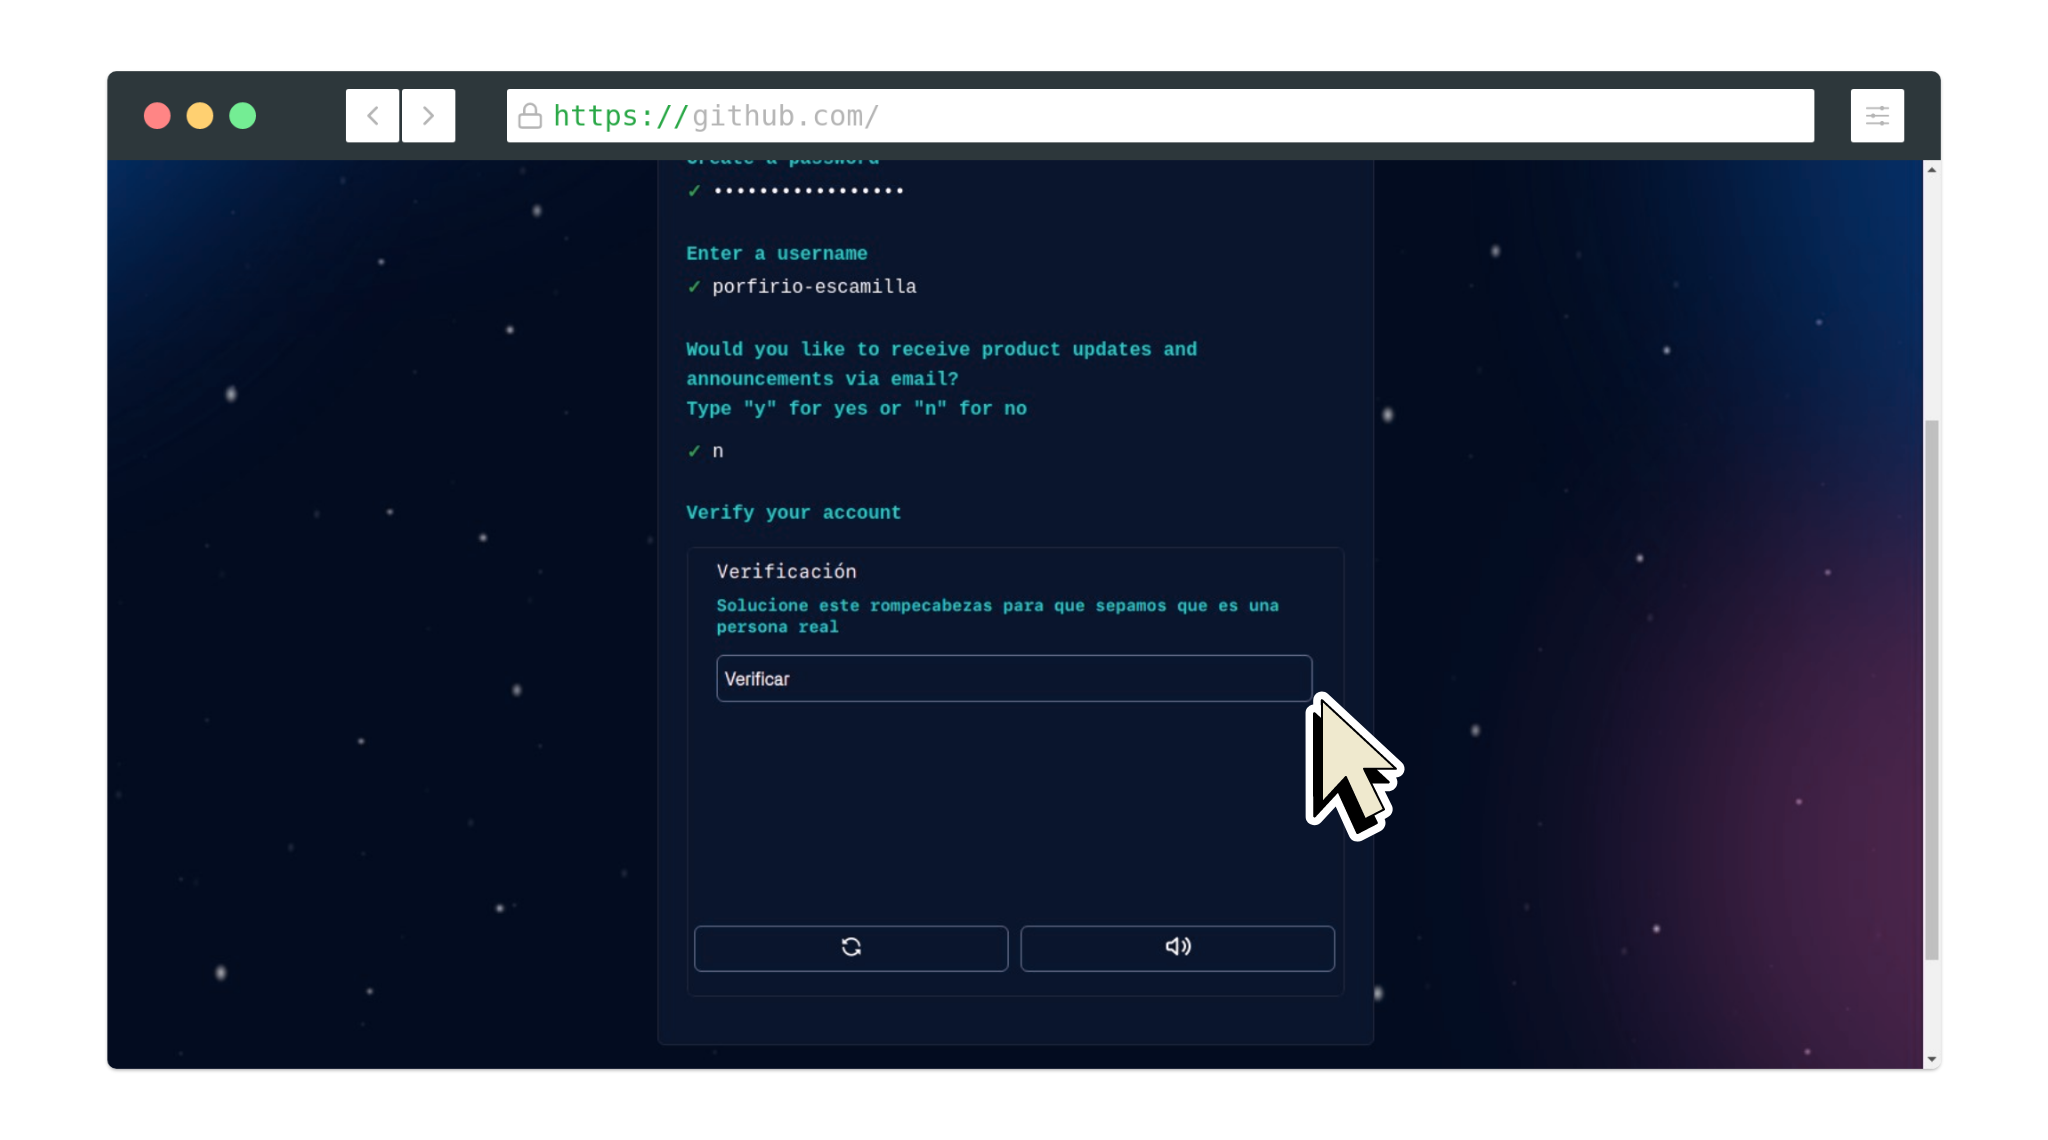 https://github.com/
Create a password
✓ •••••••••••••••••
Enter a username
✓ porfirio-escamilla
Would you like to receive product updates and
announcements via email?
Type "y" for yes or "n" for no
✓ n
Verify your account
Verificación
Solucione este rompecabezas para que sepamos que es una
persona real
Verificar